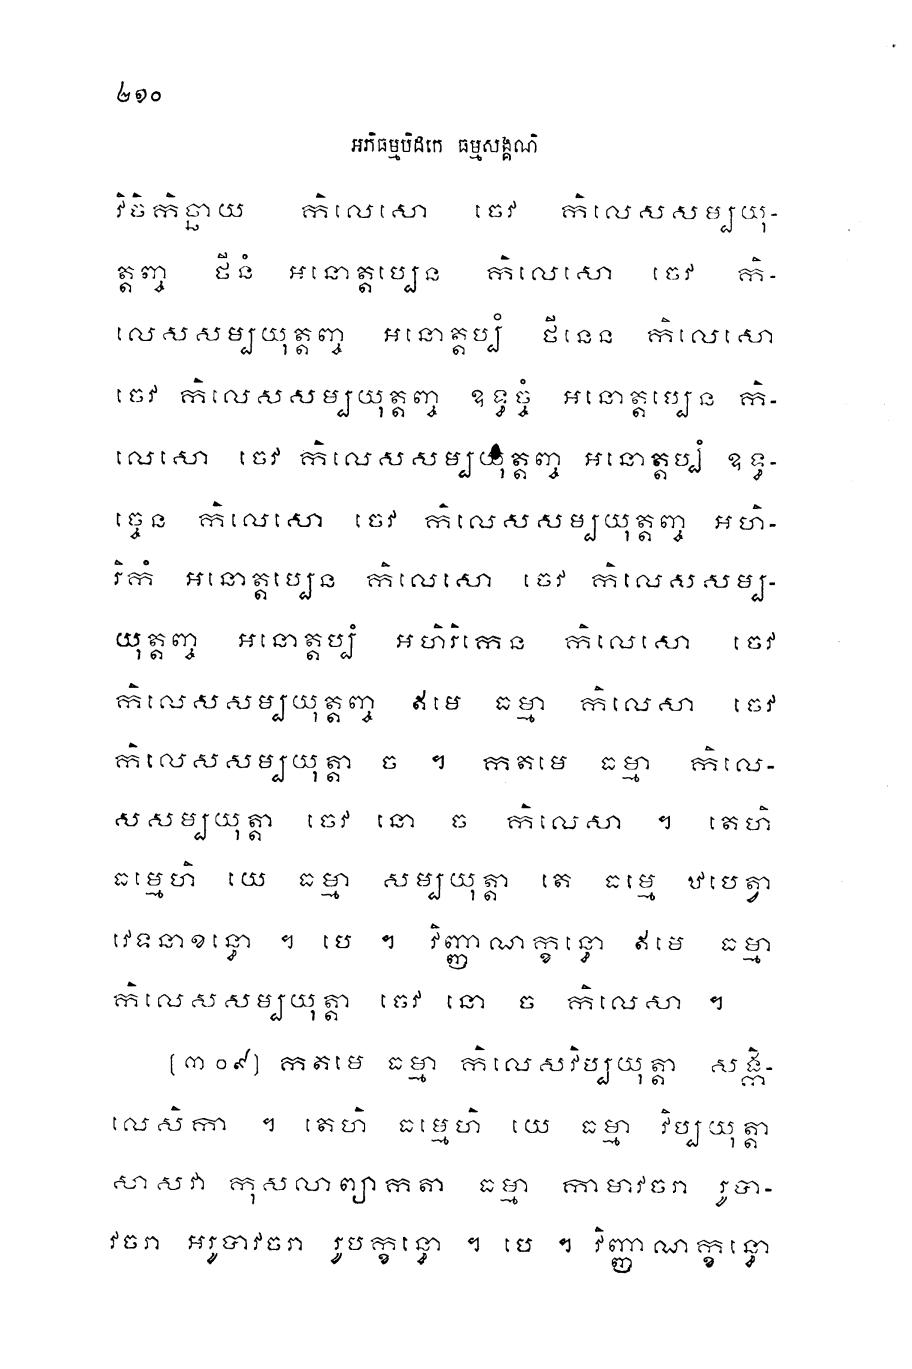 ២១០
អភិធម្មបិដកេ ធម្មសង្គណិ
វិចិកិច្ឆាយ កិលេសោ ចេវ កិលេសសម្បយុ-
ត្តញ្ច ថីនំ អនោត្តប្បេន កិលេសោ ចេវ កិ-
លេសសម្បយុត្តញ្ច អនោត្តប្បំ ថីនេន កិលេសោ
ចេវ កិលេសសម្បយុត្តញ្ច ឧទ្ធច្ចំ អនោត្តប្បេន កិ-
លេសោ ចេវ កិលេសសម្បយុត្តញ្ច អនោត្តប្បំ ឧទ្ធ-
ច្ចេន កិលេសោ ចេវ កិលេសសម្បយុត្តញ្ច អហិ-
រិកំ អនោត្តប្បេន កិលេសោ ចេវ កិលេសសម្ប-
យុត្តញ្ច អនោត្តប្បំ អហិរិកេន កិលេសោ ចេវ
កិលេសសម្បយុត្តញ្ច ឥមេ ធម្មា កិលេសា ចេវ
កិលេសសម្បយុត្តា ច ។ កតមេ ធម្មា កិលេ-
សសម្បយុត្តា ចេវ នោ ច កិលេសា ។ តេហិ
ធម្មេហិ យេ ធម្មា សម្បយុត្តា តេ ធម្មេ ឋបេត្វា
វេទនាខន្ធោ ។ បេ ។ វិញ្ញាណក្ខន្ធោ ឥមេ ធម្មា
កិលេសសម្បយុត្តា ចេវ នោ ច កិលេសា ។
[៣០៩] កតមេ ធម្មា កិលេសវិប្បយុត្តា សង្កិ-
លេសិកា ។ តេហិ ធម្មេហិ យេ ធម្មា វិប្បយុត្តា
សាសវា កុសលាព្យាកតា ធម្មា កាមាវចរា រូបា-
វចរា អរូបាវចរា រូបក្ខន្ធោ ។ បេ ។ វិញ្ញាណក្ខន្ធោ